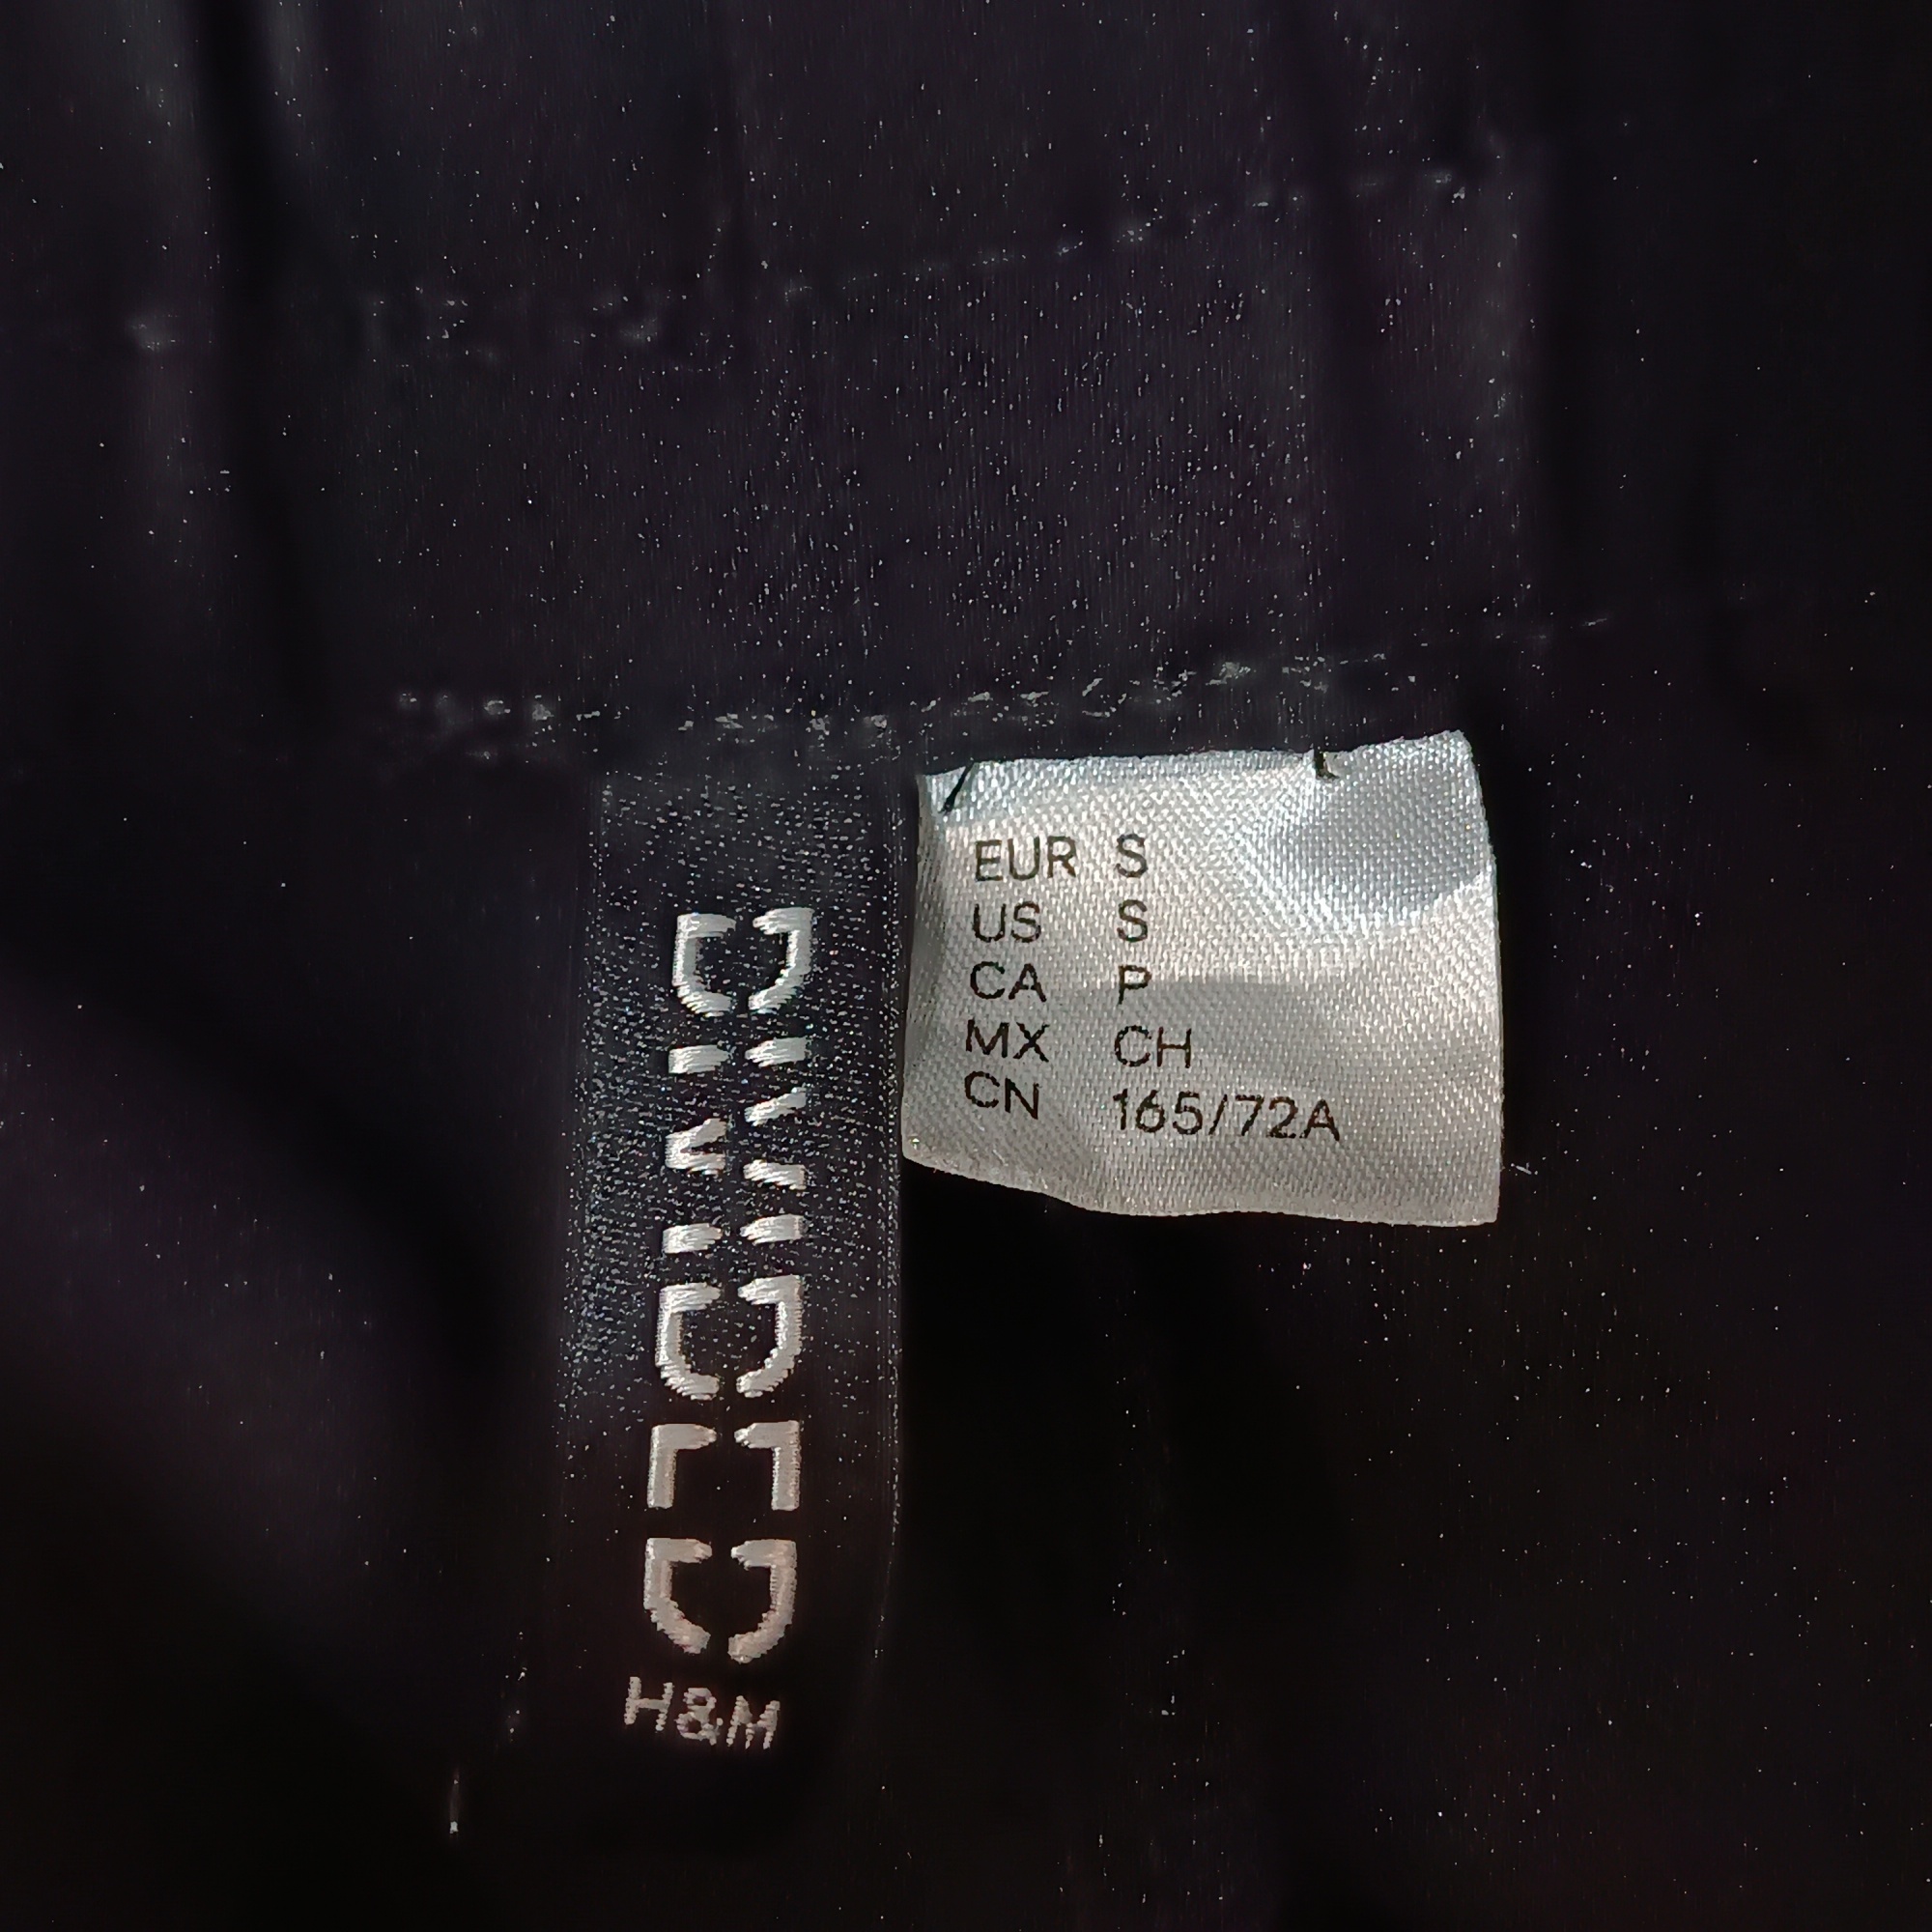 DIVIDED
H&M
EUR S
US S
CA P
MX CH
CN 165/72A